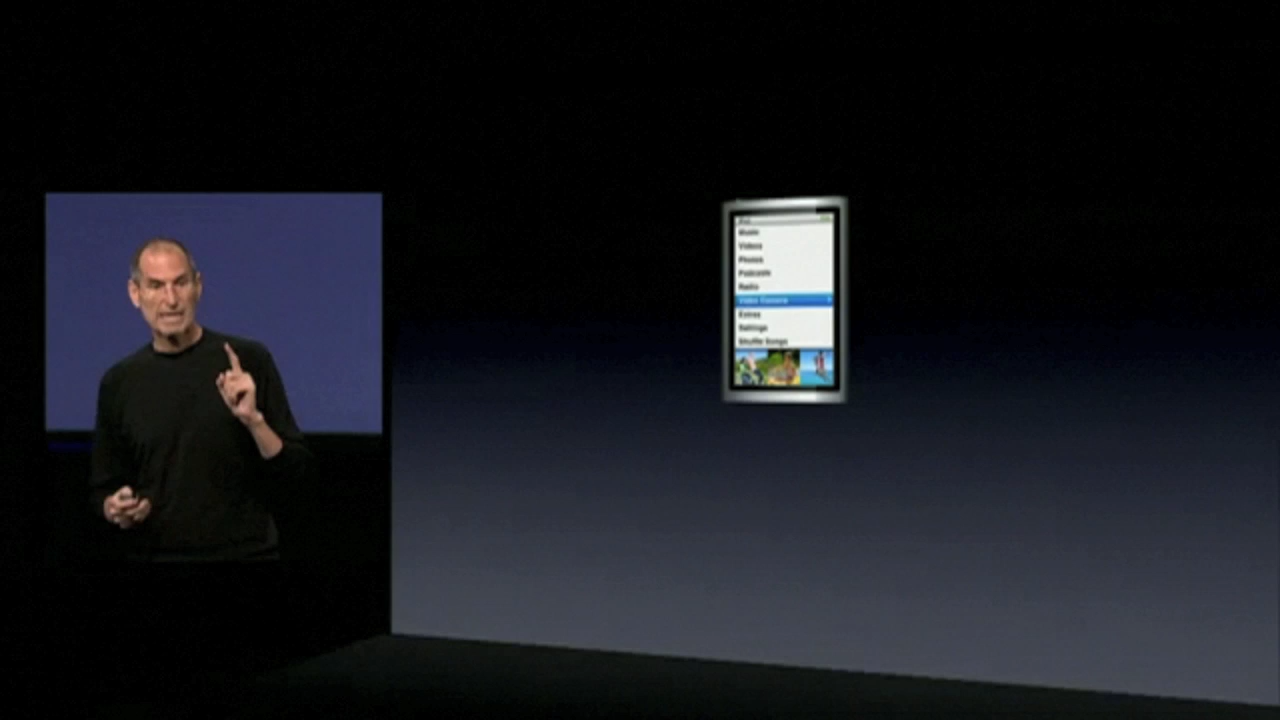 Music
Videos
Photos
Podcasts
Radio
Video Camera
Extras
Settings
Shuffle Songs